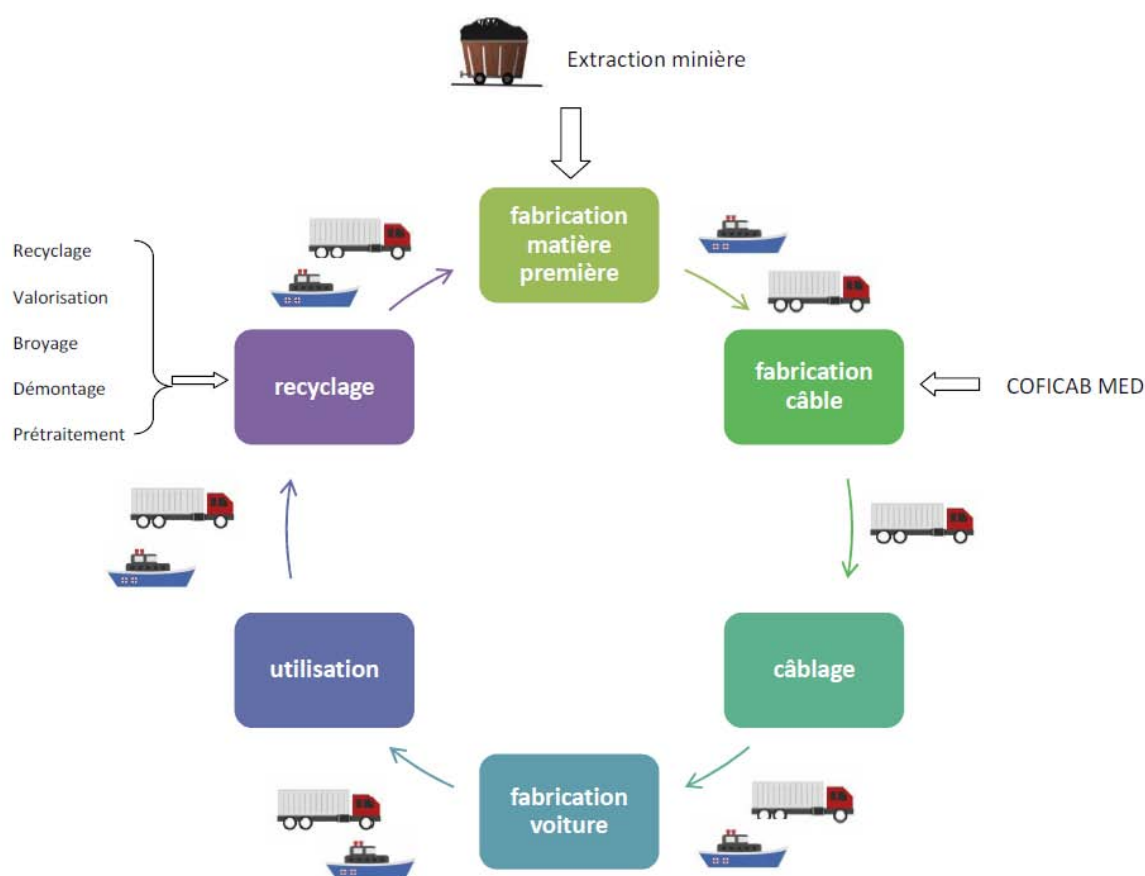 Extraction minière
fabrication
matière
première
fabrication
câble
COFICAB MED
câblage
fabrication
voiture
utilisation
recyclage
Recyclage
Valorisation
Broyage
Démontage
Prétraitement